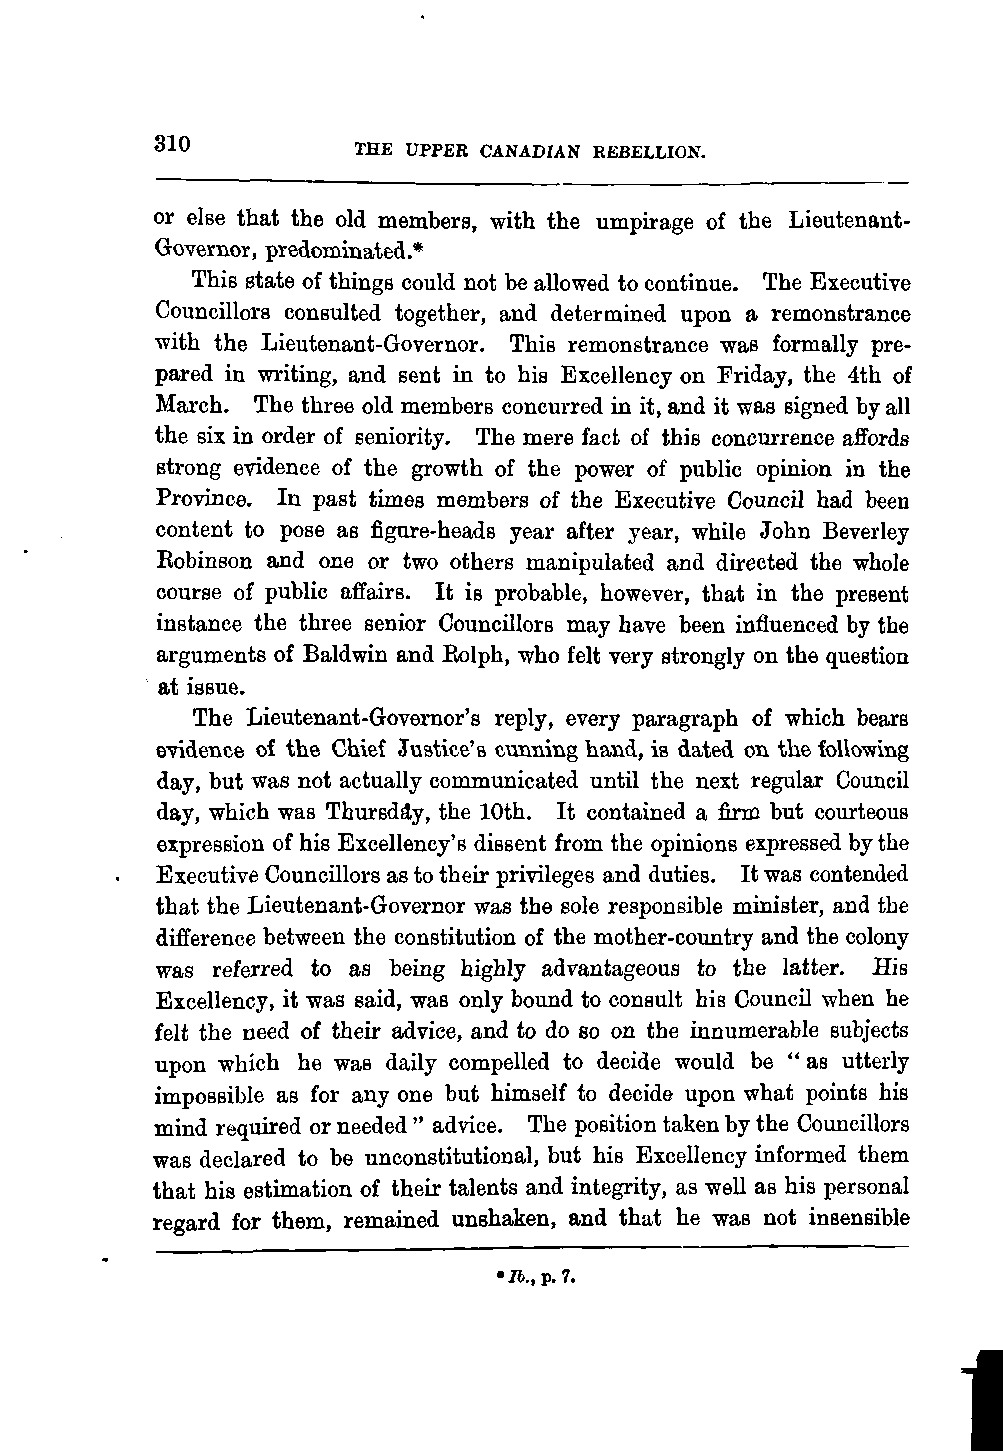 310
THE UPPER CANADIAN REBELLION.
or else that the old members, with the umpirage of the Lieutenant-
Governor, predominated.*
This state of things could not be allowed to continue. The Executive
Councillors consulted together, and determined upon a remonstrance
with the Lieutenant-Governor. This remonstrance was formally pre-
pared in writing, and sent in to his Excellency on Friday, the 4th of
March. The three old members concurred in it, and it was signed by all
the six in order of seniority. The mere fact of this concurrence affords
strong evidence of the growth of the power of public opinion in the
Province. In past times members of the Executive Council had been
content to pose as figure-heads year after year, while John Beverley
Robinson and one or two others manipulated and directed the whole
course of public affairs. It is probable, however, that in the present
instance the three senior Councillors may have been influenced by the
arguments of Baldwin and Rolph, who felt very strongly on the question
at issue.
The Lieutenant-Governor's reply, every paragraph of which bears
evidence of the Chief Justice's cunning hand, is dated on the following
day, but was not actually communicated until the next regular Council
day, which was Thursday, the 10th. It contained a firm but courteous
expression of his Excellency's dissent from the opinions expressed by the
Executive Councillors as to their privileges and duties. It was contended
that the Lieutenant-Governor was the sole responsible minister, and the
difference between the constitution of the mother-country and the colony
was referred to as being highly advantageous to the latter. His
Excellency, it was said, was only bound to consult his Council when he
felt the need of their advice, and to do so on the innumerable subjects
upon which he was daily compelled to decide would be "as utterly
impossible as for any one but himself to decide upon what points his
mind required or needed" advice. The position taken by the Councillors
was declared to be unconstitutional, but his Excellency informed them
that his estimation of their talents and integrity, as well as his personal
regard for them, remained unshaken, and that he was not insensible
* Ib., p. 7.